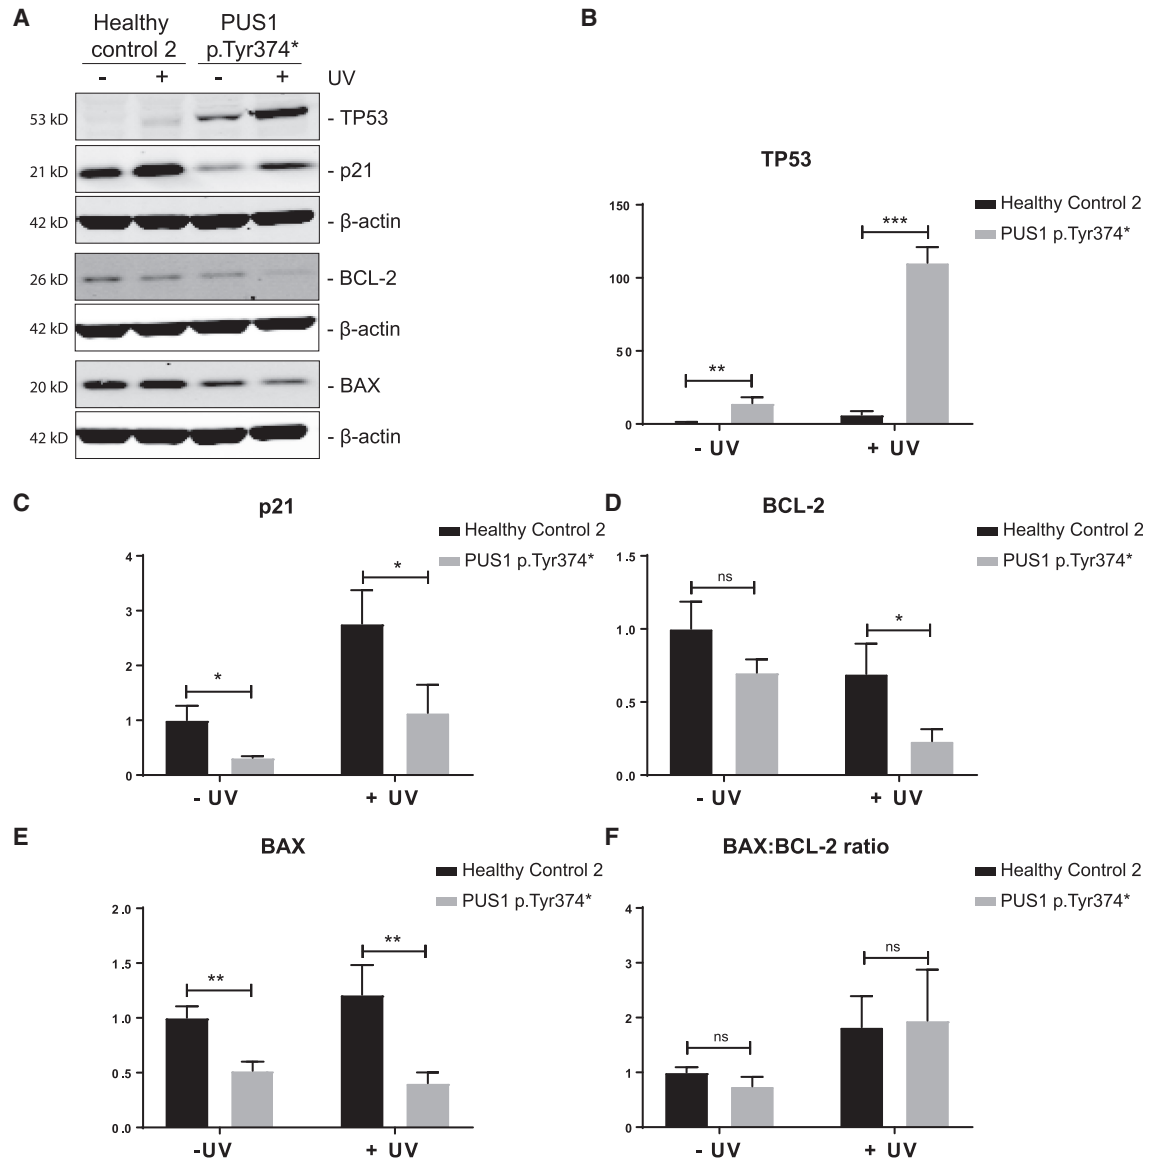 A
Healthy control 2
PUS1 p.Tyr374*
- + - + UV
53 kD - TP53
21 kD - p21
42 kD - β-actin
26 kD - BCL-2
42 kD - β-actin
20 kD - BAX
42 kD - β-actin
B
TP53
Healthy Control 2
PUS1 p.Tyr374*
150
100
50
0
**
***
- UV
+ UV
C
p21
Healthy Control 2
PUS1 p.Tyr374*
4
3
2
1
0
*
*
- UV
+ UV
D
BCL-2
Healthy Control 2
PUS1 p.Tyr374*
1.5
1.0
0.5
0.0
ns
*
- UV
+ UV
E
BAX
Healthy Control 2
PUS1 p.Tyr374*
2.0
1.5
1.0
0.5
0.0
**
**
-UV
+ UV
F
BAX:BCL-2 ratio
Healthy Control 2
PUS1 p.Tyr374*
4
3
2
1
0
ns
ns
- UV
+ UV